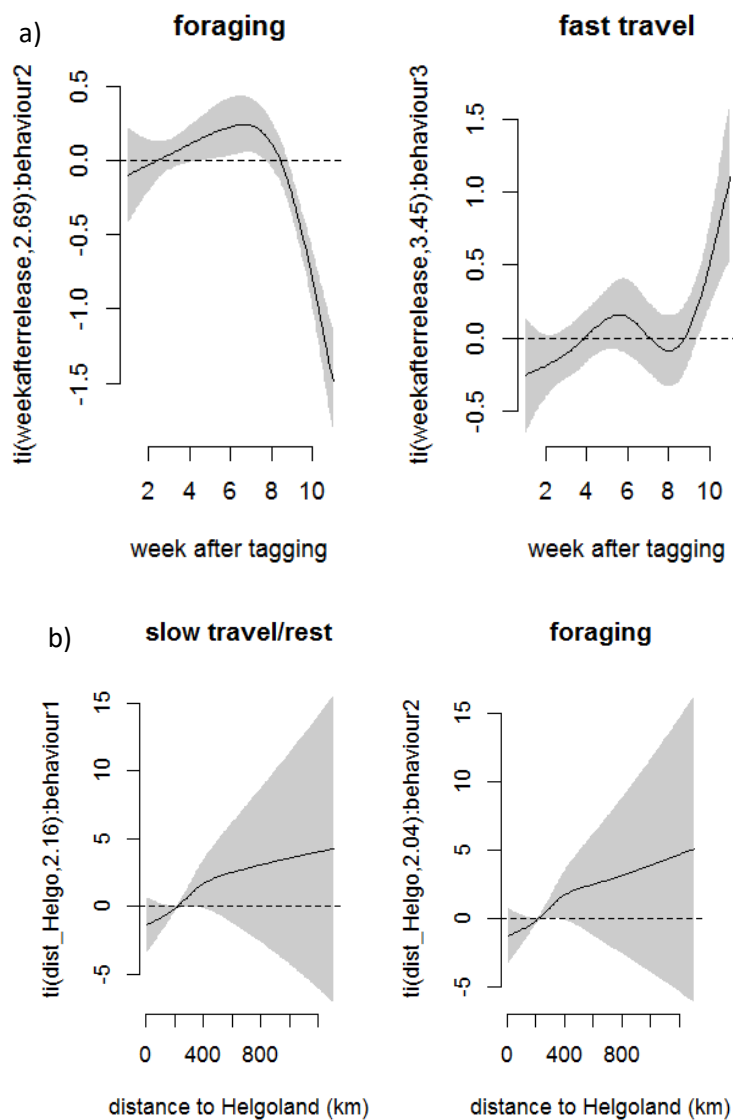 a)
foraging
ti(weekafterrelease,2.69):behaviour2
0.5
0.0
-0.5
-1.0
-1.5
2 4 6 8 10
week after tagging
fast travel
ti(weekafterrelease,3.45):behaviour3
1.5
1.0
0.5
0.0
-0.5
2 4 6 8 10
week after tagging
b)
slow travel/rest
ti(dist_Helgo,2.16):behaviour1
15
10
5
0
-5
0 400 800
distance to Helgoland (km)
foraging
ti(dist_Helgo,2.04):behaviour2
15
10
5
0
-5
0 400 800
distance to Helgoland (km)